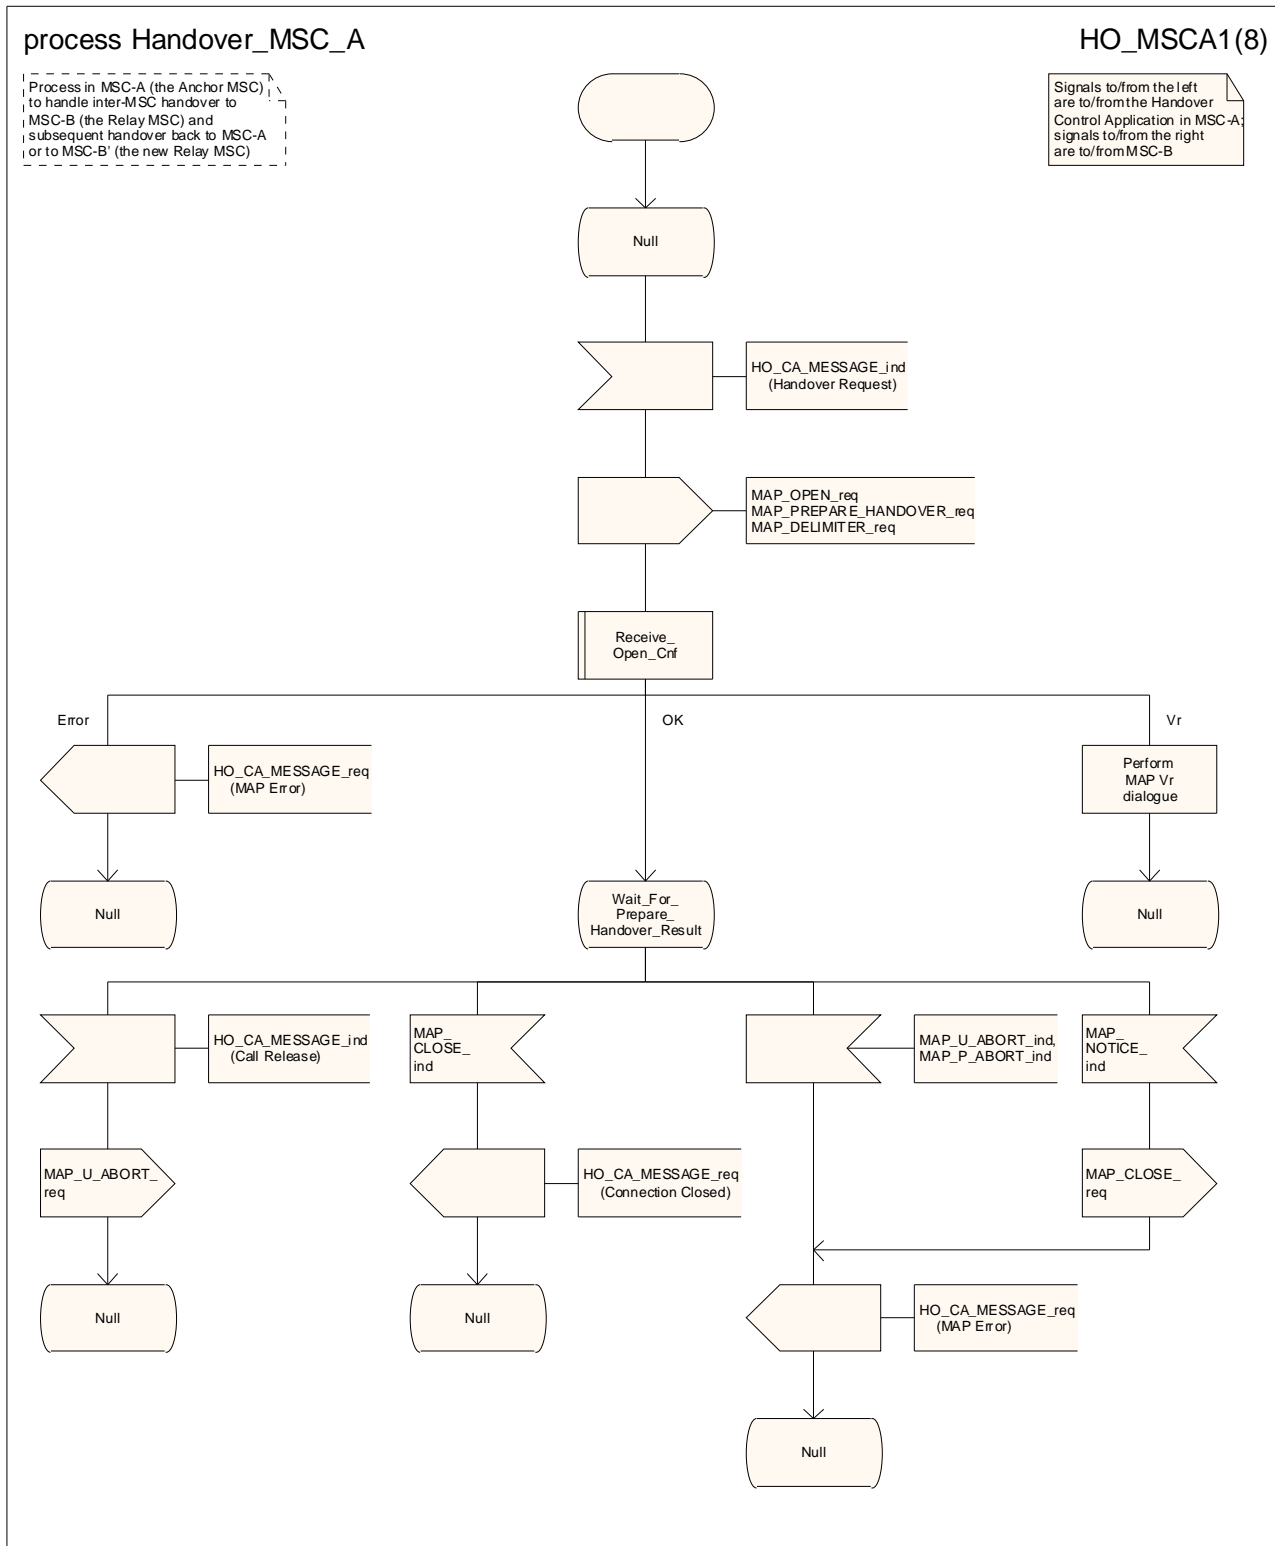 process Handover_MSC_A
HO_MSCA1(8)
Process in MSC-A (the Anchor MSC)
to handle inter-MSC handover to
MSC-B (the Relay MSC) and
subsequent handover back to MSC-A
or to MSC-B' (the new Relay MSC)
Signals to/from the left
are to/from the Handover
Control Application in MSC-A;
signals to/from the right
are to/from MSC-B
Null
HO_CA_MESSAGE_ind
(Handover Request)
MAP_OPEN_req
MAP_PREPARE_HANDOVER_req
MAP_DELIMITER_req
Receive_
Open_Cnf
Error
OK
Vr
HO_CA_MESSAGE_req
(MAP Error)
Perform
MAP Vr
dialogue
Null
Wait_For_
Prepare_
Handover_Result
Null
HO_CA_MESSAGE_ind
(Call Release)
MAP_
CLOSE_
ind
MAP_U_ABORT_ind,
MAP_P_ABORT_ind
MAP_
NOTICE_
ind
MAP_U_ABORT_
req
HO_CA_MESSAGE_req
(Connection Closed)
MAP_CLOSE_
req
Null
Null
HO_CA_MESSAGE_req
(MAP Error)
Null